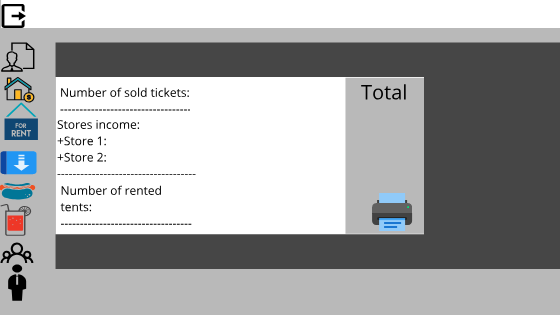 Number of sold tickets:
----------------------------------
Stores income:
+Store 1:
+Store 2:
------------------------------------
Number of rented
tents:
----------------------------------
Total
FOR
RENT